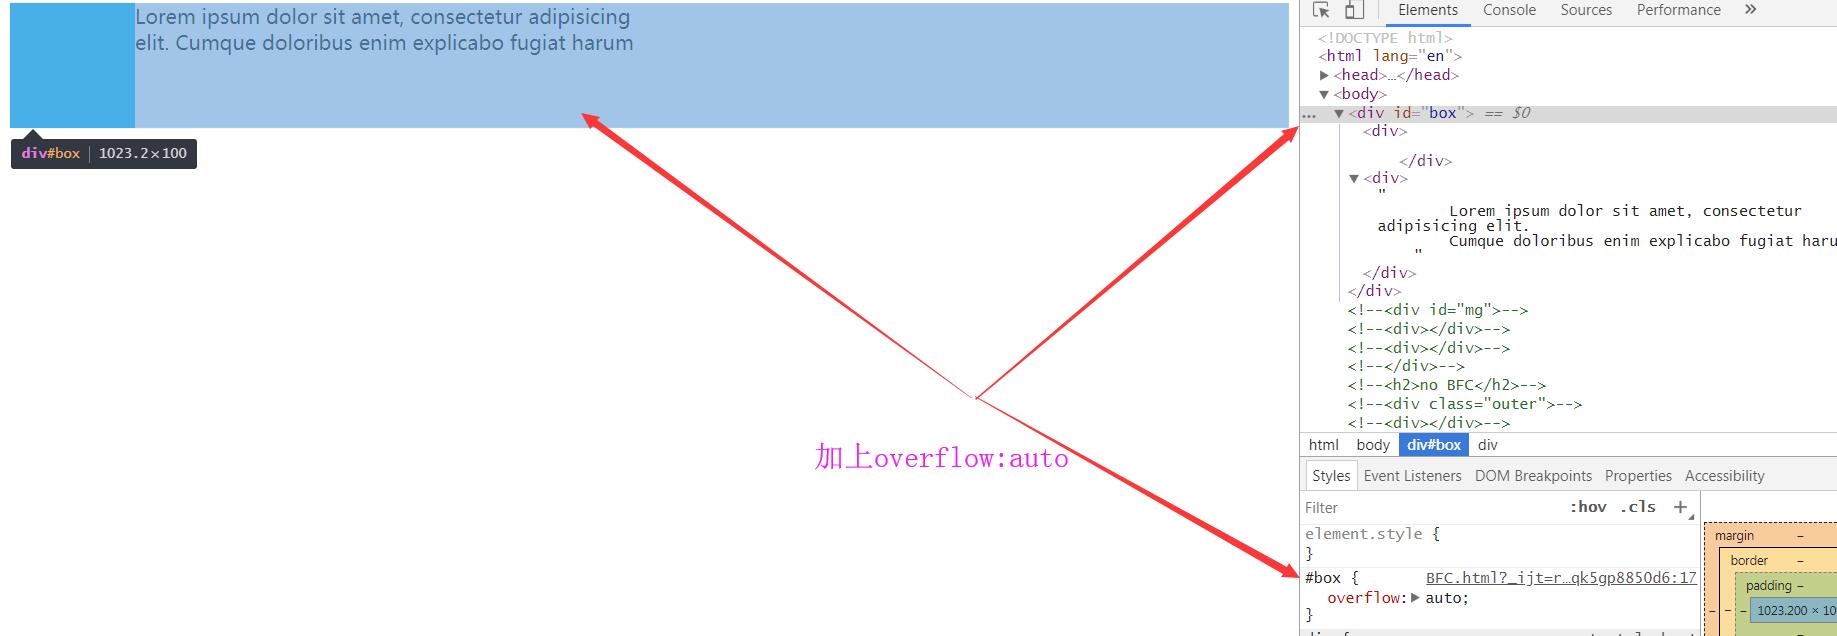 Lorem ipsum dolor sit amet, consectetur adipisicing
elit. Cumque doloribus enim explicabo fugiat harum
div#box | 1023.2×100
加上overflow:auto
Elements Console Sources Performance »
<!DOCTYPE html>
<html lang="en">
▶<head>…</head>
▼<body>
… ▼<div id="box"> == $0
<div>
</div>
▼<div>
"
Lorem ipsum dolor sit amet, consectetur
adipisicing elit.
Cumque doloribus enim explicabo fugiat haru
"
</div>
</div>
<!--<div id="mg">-->
<!--<div></div>-->
<!--<div></div>-->
<!--</div>-->
<!--<h2>no BFC</h2>-->
<!--<div class="outer">-->
<!--<div></div>-->
html body div#box div
Styles Event Listeners DOM Breakpoints Properties Accessibility
Filter :hov .cls +
element.style {
}
#box { BFC.html?_ijt=r…qk5gp8850d6:17
overflow:▶ auto;
}
margin –
border –
padding –
– – – 1023.200 × 10